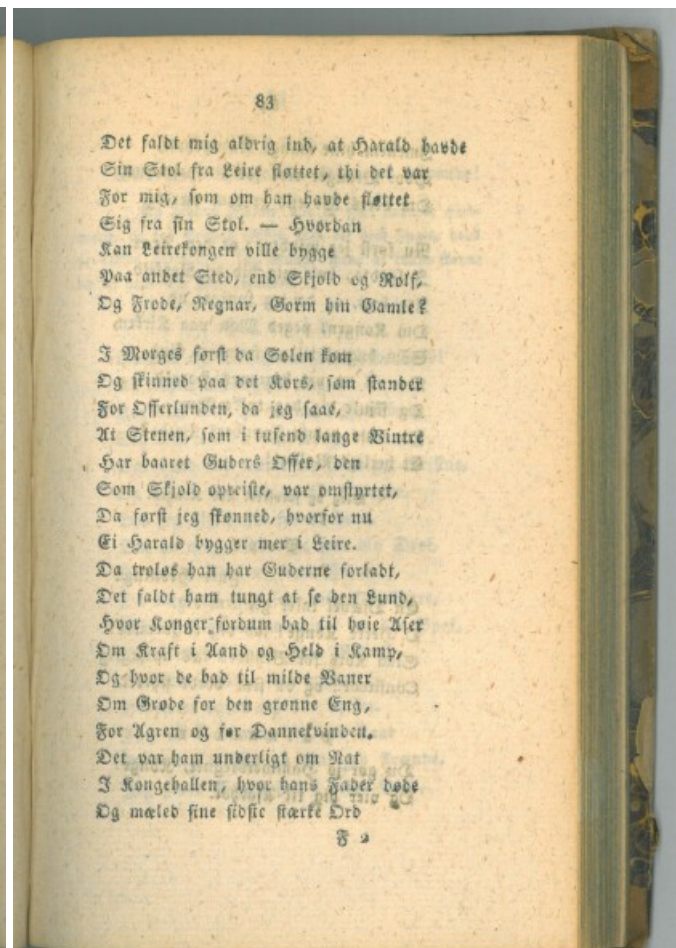 83
Det faldt mig aldrig ind, at Harald havde
Sin Stol fra Leire fløttet, thi det var
For mig, som om han havde fløttet
Sig fra sin Stol. — Hvordan
Kan Leirekongen ville bygge
Paa andet Sted, end Skjold og Rolf,
Og Frode, Regnar, Gorm hin Gamle?
I Morges først da Solen kom
Og skinned paa det Kors, som stander
For Offerlunden, da jeg saae,
At Stenen, som i tusend lange Vintre
Har baaret Guders Offer, den
Som Skjold opreiste, var omstyrtet,
Da først jeg skønned, hvorfor nu
Ei Harald bygger mer i Leire.
Da troløs han har Guderne forladt,
Det faldt ham tungt at se den Lund,
Hvor Konger fordum bad til høie Aser
Om Kraft i Aand og Held i Kamp,
Og hvor de bad til milde Vaner
Om Grøde for den grønne Eng,
For Agren og for Dannekvinden.
Det var ham underligt om Nat
I Kongehallen, hvor hans Fader døde
Og mæled sine sidste stærke Ord
F 2